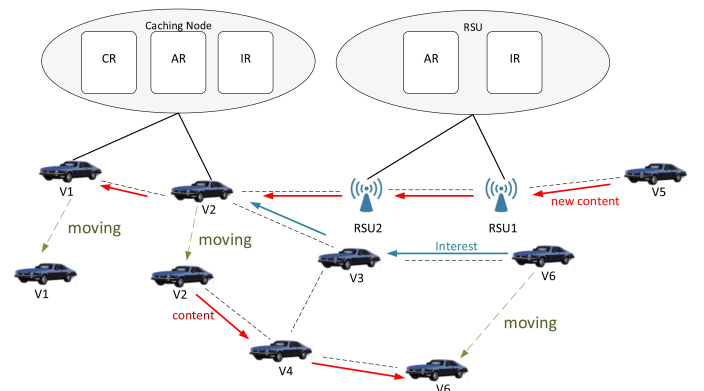 Caching Node
CR
AR
IR
RSU
AR
IR
V1
V2
RSU2
RSU1
new content
V5
moving
moving
Interest
V1
V2
V3
V6
content
moving
V4
V6